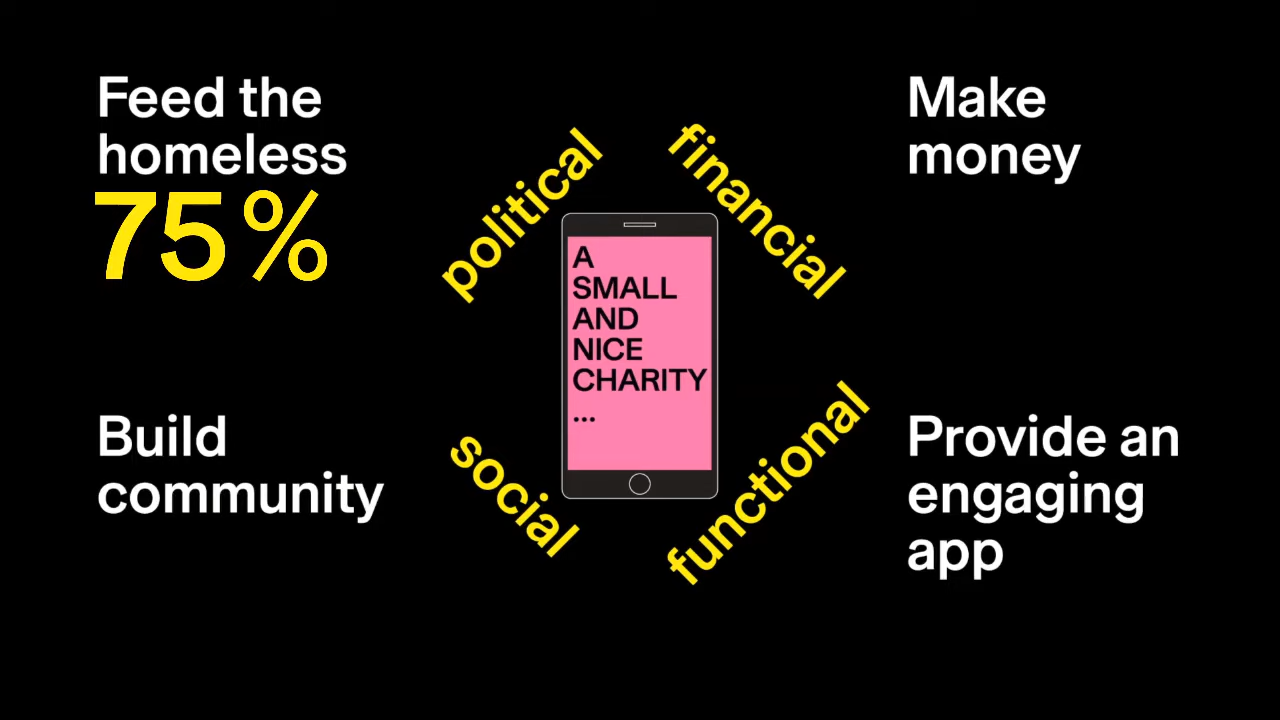 Feed the
homeless
75%
political
financial
Make
money
A
SMALL
AND
NICE
CHARITY
...
Build
community
social
functional
Provide an
engaging
app